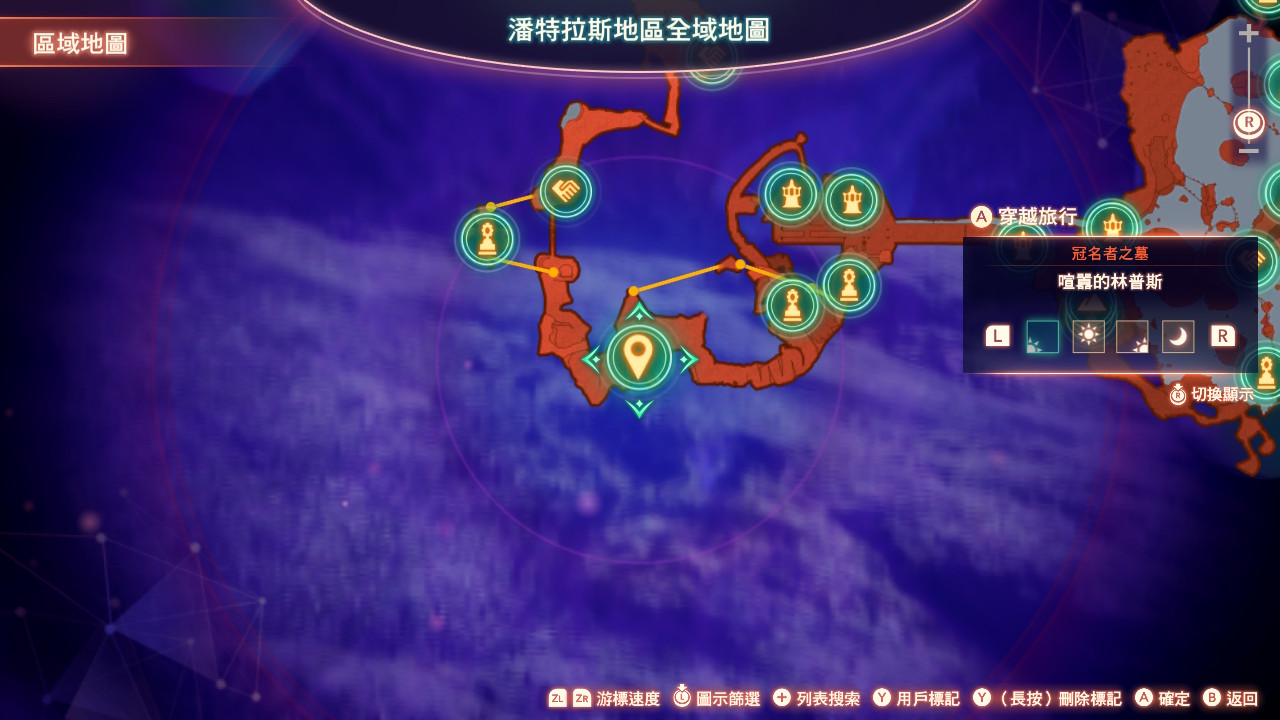 潘特拉斯地區全域地圖
區域地圖
R
A 穿越旅行
冠名者之墓
喧囂的林普斯
L R
R 切換顯示
ZL ZR 游標速度 L 圖示篩選 + 列表搜索 Y 用戶標記 Y（長按）刪除標記 A 確定 B 返回